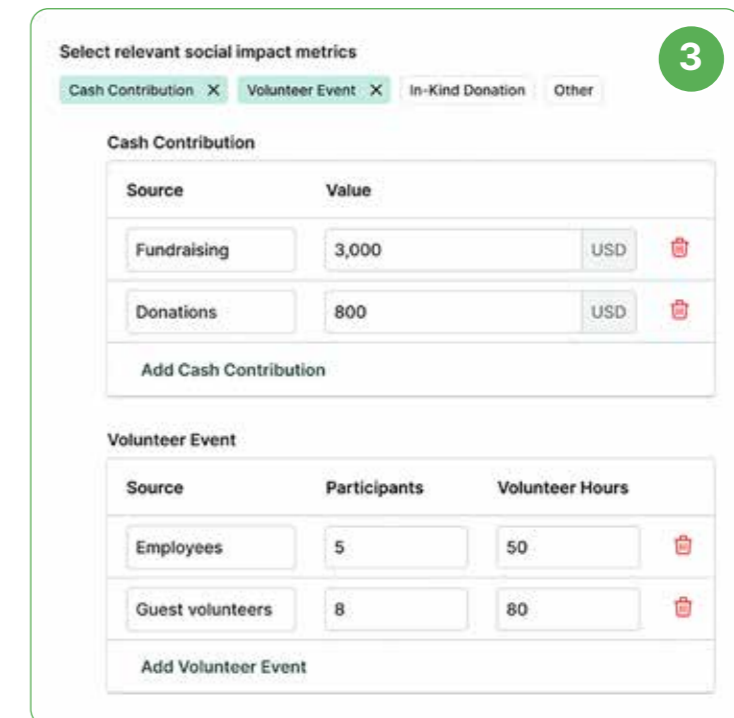 Select relevant social impact metrics
3
Cash Contribution X Volunteer Event X In-Kind Donation Other
Cash Contribution
Source Value
Fundraising 3,000 USD
Donations 800 USD
Add Cash Contribution
Volunteer Event
Source Participants Volunteer Hours
Employees 5 50
Guest volunteers 8 80
Add Volunteer Event